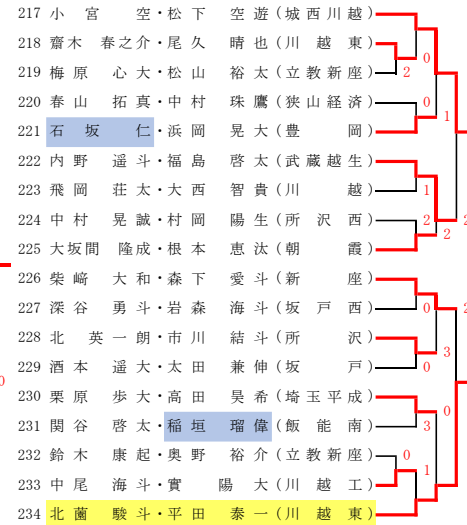 217 小宮 空・松下 空遊(城西川越)
218 齋木 春之介・尾久 晴也(川越東) 0
219 梅原 心大・松山 裕太(立教新座) 2
220 春山 拓真・中村 珠鷹(狭山経済) 0 1
221 石坂 仁・浜岡 晃大(豊岡)
222 内野 遥斗・福島 啓太(武蔵越生)
223 飛岡 荘太・大西 智貴(川越) 1
224 中村 晃誠・村岡 陽生(所沢西) 2 2
225 大坂間 隆成・根本 恵汰(朝霞) 2
226 柴﨑 大和・森下 愛斗(新座)
227 深谷 勇斗・岩森 海斗(坂戸西) 0 2
228 北 英一朗・市川 結斗(所沢) 3
229 酒本 遥大・太田 兼伸(坂戸) 0
0
230 栗原 歩大・高田 昊希(埼玉平成) 0
231 関谷 啓太・稲垣 瑠偉(飯能南) 3
232 鈴木 康起・奥野 裕介(立教新座) 0
233 中尾 海斗・實 陽大(川越工) 1
234 北薗 駿斗・平田 泰一(川越東)